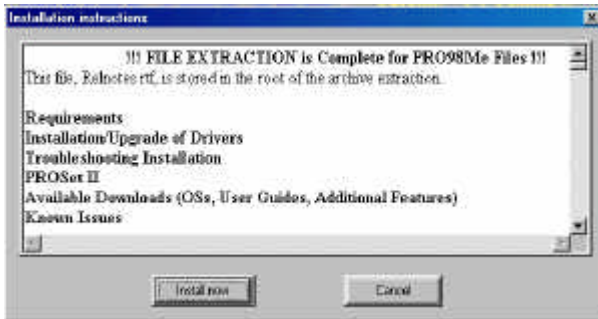 Installation instructions
!!! FILE EXTRACTION is Complete for PRO98Me Files !!!
This file, Relnotes.rtf, is stored in the root of the archive extraction.
Requirements
Installation/Upgrade of Drivers
Troubleshooting Installation
PROSet II
Available Downloads (OSs, User Guides, Additional Features)
Known Issues
Install now
Cancel